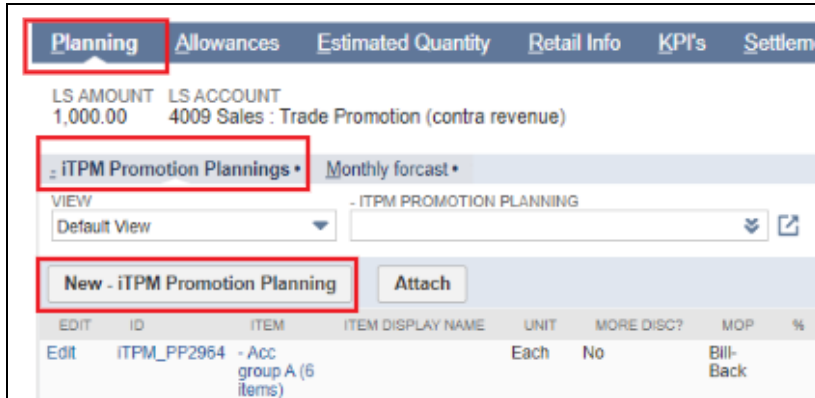 Planning Allowances Estimated Quantity Retail Info KPI's Settlem
LS AMOUNT LS ACCOUNT
1,000.00 4009 Sales : Trade Promotion (contra revenue)
- iTPM Promotion Plannings • Monthly forcast •
VIEW - ITPM PROMOTION PLANNING
Default View
New - iTPM Promotion Planning Attach
EDIT ID ITEM ITEM DISPLAY NAME UNIT MORE DISC? MOP %
Edit iTPM_PP2964 - Acc Each No Bill-
group A (6 Back
items)